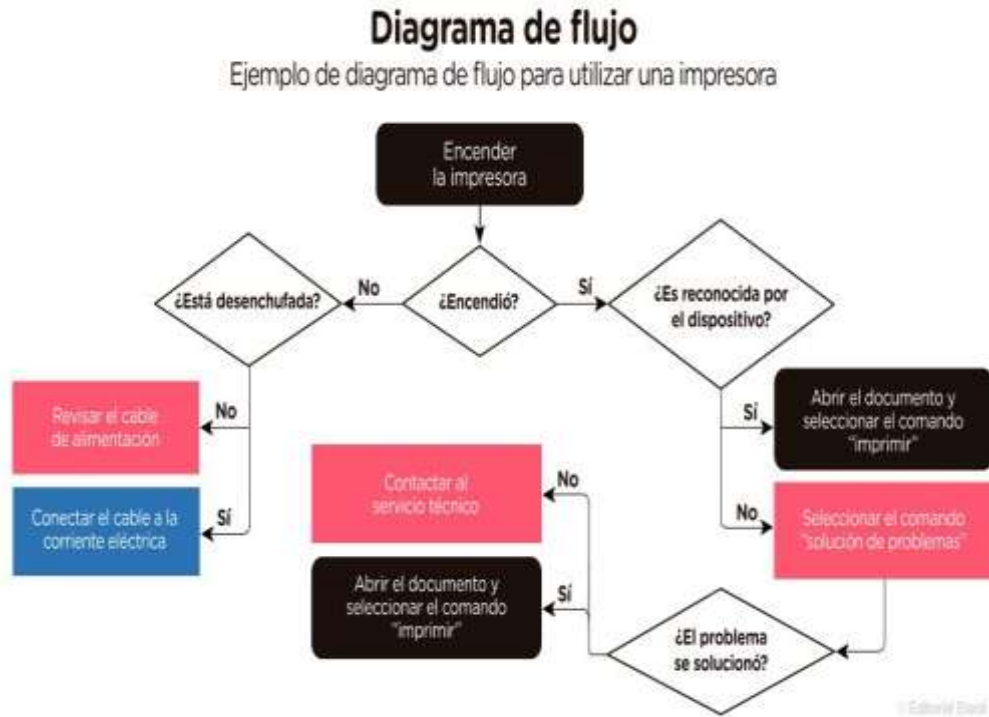 Diagrama de flujo
Ejemplo de diagrama de flujo para utilizar una impresora
Encender
la impresora
¿Está desenchufada?
No
¿Encendió?
Sí
¿Es reconocida por
el dispositivo?
Revisar el cable
de alimentación
No
Sí
Abrir el documento y
seleccionar el comando
"imprimir"
Conectar el cable a la
corriente eléctrica
Sí
Contactar al
servicio técnico
No
No
Seleccionar el comando
"solución de problemas"
Abrir el documento y
seleccionar el comando
"imprimir"
Sí
¿El problema
se solucionó?
© Editorial Etecé